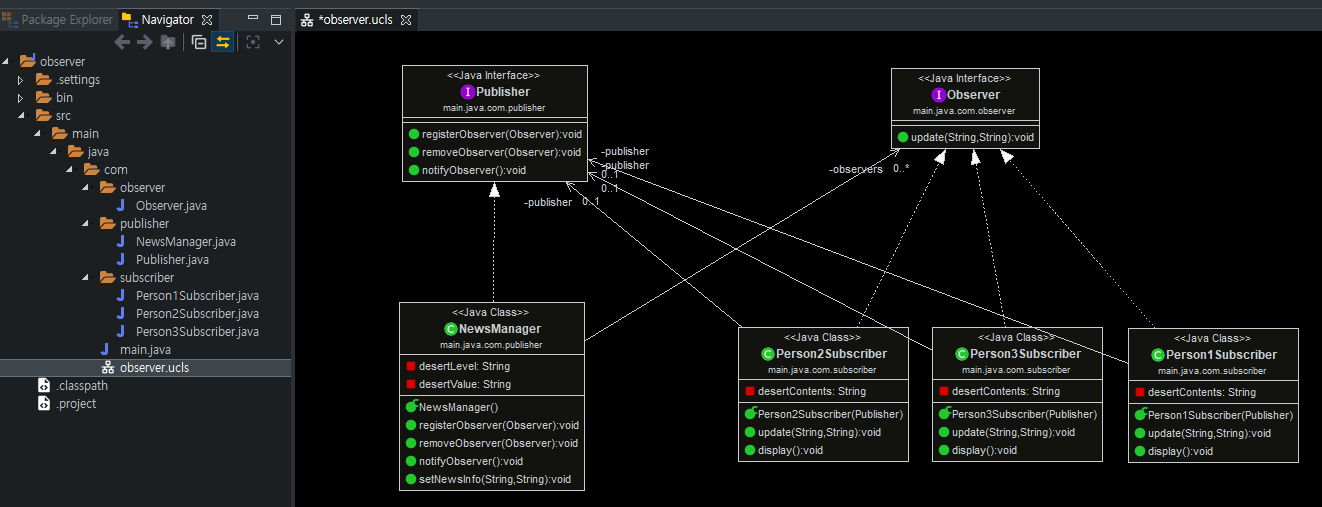 Package Explorer
Navigator
*observer.ucls
observer
.settings
bin
src
main
java
com
observer
Observer.java
publisher
NewsManager.java
Publisher.java
subscriber
Person1Subscriber.java
Person2Subscriber.java
Person3Subscriber.java
main.java
observer.ucls
.classpath
.project
<<Java Interface>>
I Publisher
main.java.com.publisher
registerObserver(Observer):void
removeObserver(Observer):void
notifyObserver():void
<<Java Interface>>
I Observer
main.java.com.observer
update(String,String):void
-publisher
-publisher
0..1
0..1
-publisher 0..1
-observers 0..*
<<Java Class>>
C NewsManager
main.java.com.publisher
desertLevel: String
desertValue: String
NewsManager()
registerObserver(Observer):void
removeObserver(Observer):void
notifyObserver():void
setNewsInfo(String,String):void
<<Java Class>>
C Person2Subscriber
main.java.com.subscriber
desertContents: String
Person2Subscriber(Publisher)
update(String,String):void
display():void
<<Java Class>>
C Person3Subscriber
main.java.com.subscriber
desertContents: String
Person3Subscriber(Publisher)
update(String,String):void
display():void
<<Java Class>>
C Person1Subscriber
main.java.com.subscriber
desertContents: String
Person1Subscriber(Publisher)
update(String,String):void
display():void